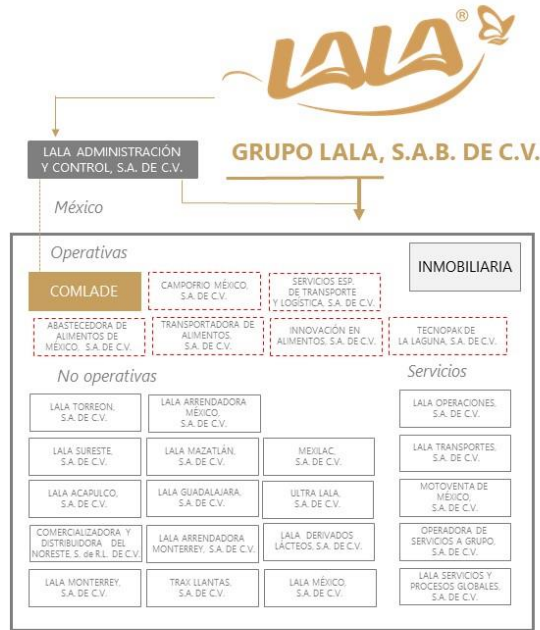 LALA®
LALA ADMINISTRACIÓN
Y CONTROL, S.A. DE C.V.
GRUPO LALA, S.A.B. DE C.V.
México
Operativas
INMOBILIARIA
COMLADE
CAMPOFRIO MÉXICO,
S.A. DE C.V.
SERVICIOS ESP.
DE TRANSPORTE
Y LOGÍSTICA, S.A. DE C.V.
ABASTECEDORA DE
ALIMENTOS DE
MÉXICO, S.A. DE C.V.
TRANSPORTADORA DE
ALIMENTOS,
S.A. DE C.V.
INNOVACIÓN EN
ALIMENTOS, S.A. DE C.V.
TECNOPAK DE
LA LAGUNA, S.A. DE C.V.
No operativas
Servicios
LALA TORREON,
S.A. DE C.V.
LALA ARRENDADORA
MÉXICO,
S.A. DE C.V.
LALA OPERACIONES,
S.A. DE C.V.
LALA SURESTE,
S.A. DE C.V.
LALA MAZATLÁN,
S.A. DE C.V.
MEXILAC,
S.A. DE C.V.
LALA TRANSPORTES,
S.A. DE C.V.
LALA ACAPULCO,
S.A. DE C.V.
LALA GUADALAJARA,
S.A. DE C.V.
ULTRA LALA,
S.A. DE C.V.
MOTOVENTA DE
MÉXICO,
S.A. DE C.V.
COMERCIALIZADORA Y
DISTRIBUIDORA DEL
NORESTE, S. de R.L. DE C.V.
LALA ARRENDADORA
MONTERREY, S.A. DE C.V.
LALA DERIVADOS
LÁCTEOS, S.A. DE C.V.
OPERADORA DE
SERVICIOS A GRUPO,
S.A. DE C.V.
LALA MONTERREY,
S.A. DE C.V.
TRAX LLANTAS,
S.A. DE C.V.
LALA MÉXICO,
S.A. DE C.V.
LALA SERVICIOS Y
PROCESOS GLOBALES,
S.A. DE C.V.